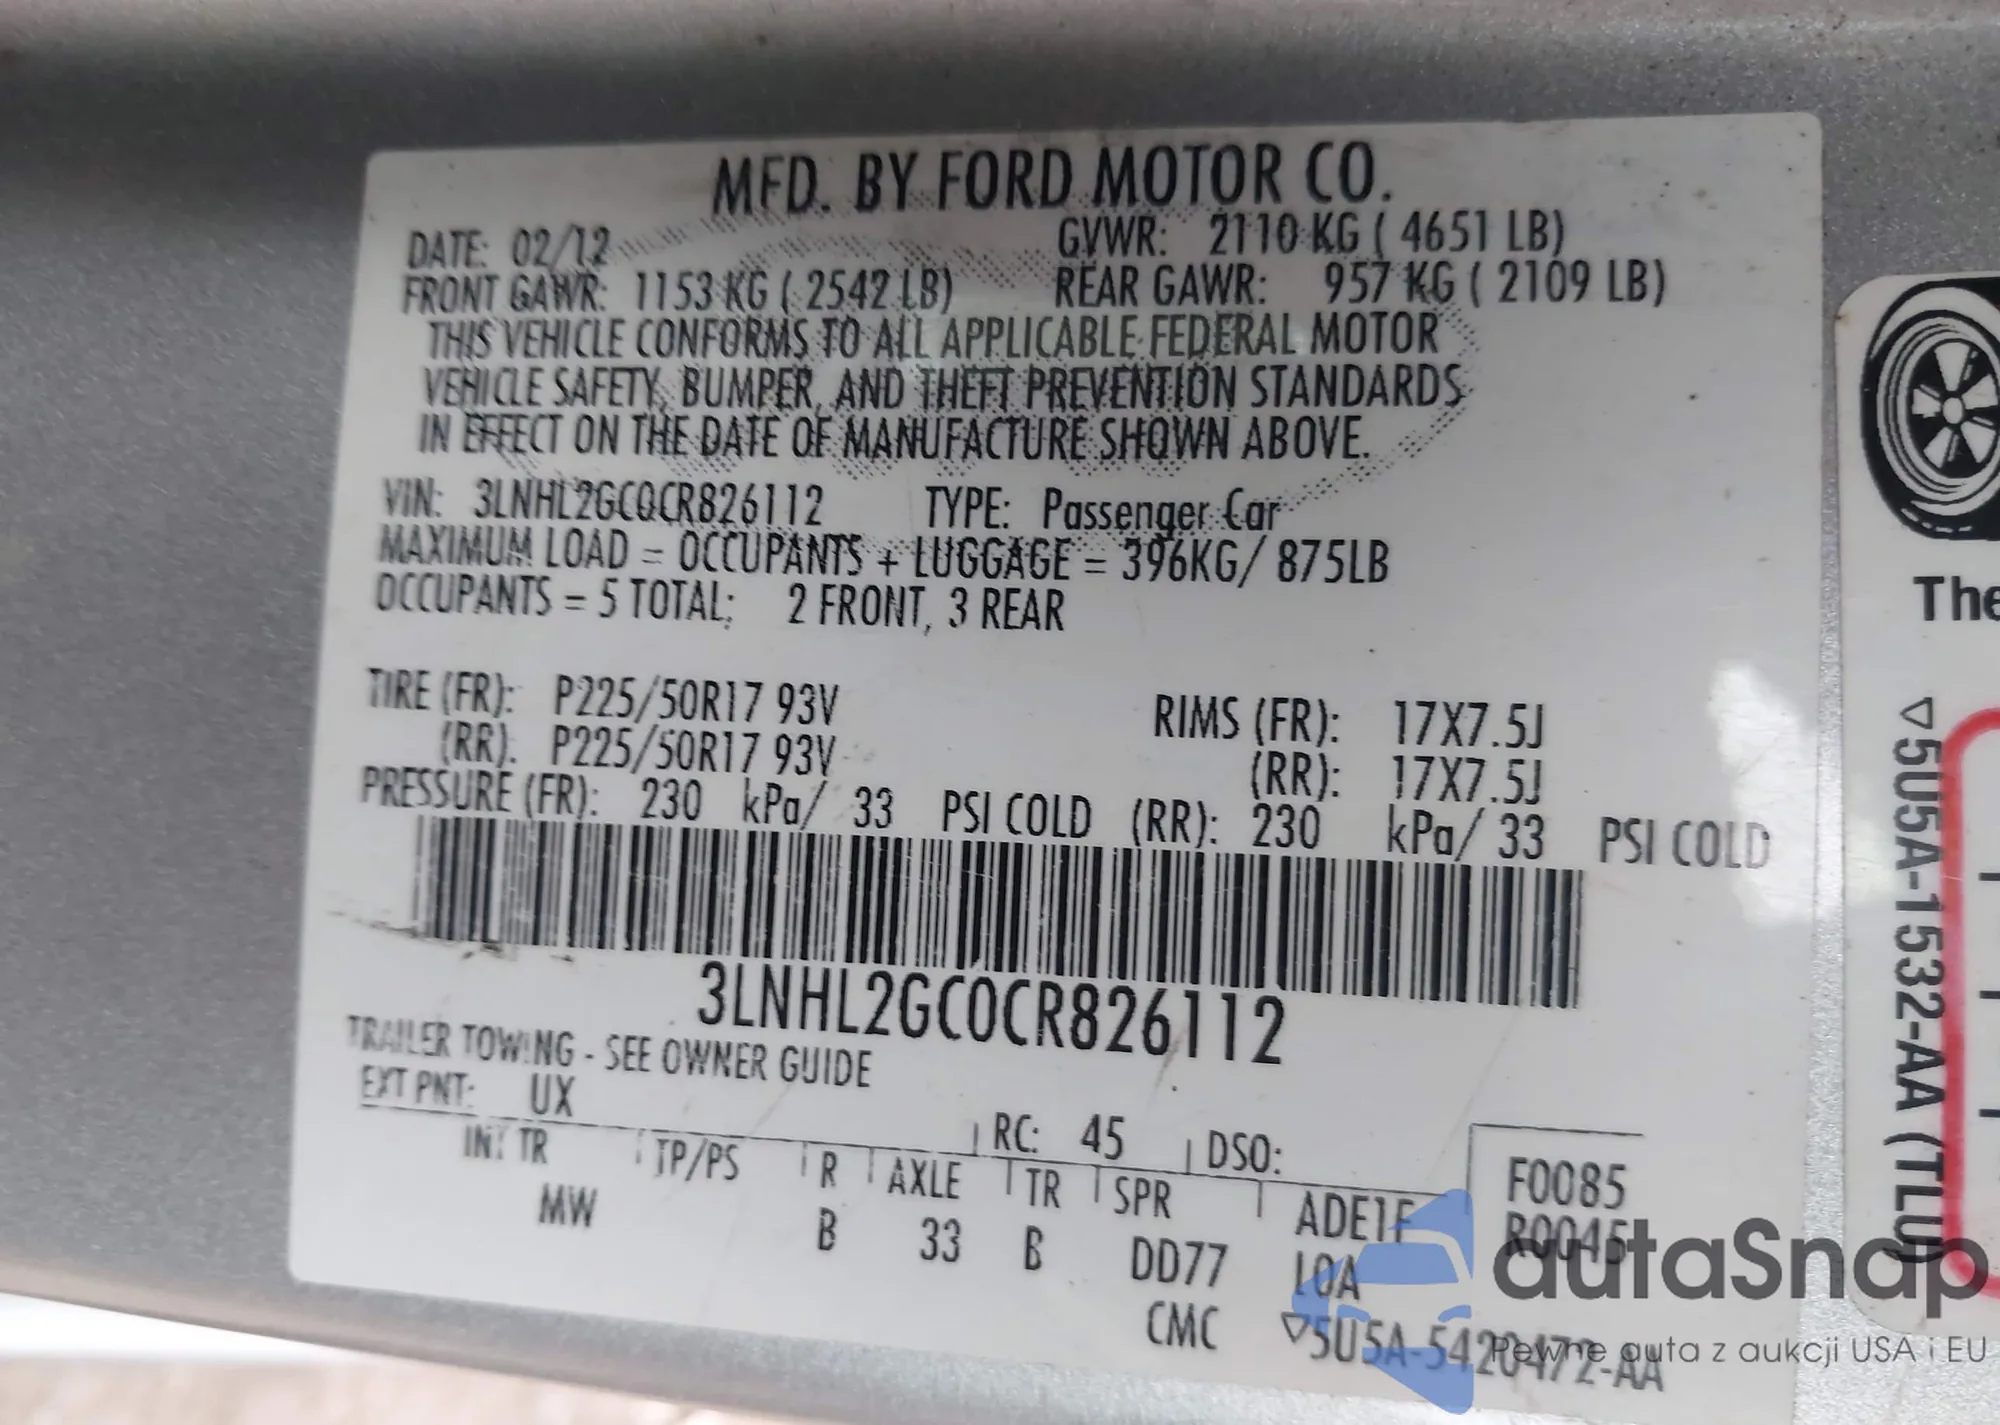 MFD. BY FORD MOTOR CO.
DATE: 02/12 GVWR: 2110 KG ( 4651 LB)
FRONT GAWR: 1153 KG ( 2542 LB) REAR GAWR: 957 KG ( 2109 LB)
THIS VEHICLE CONFORMS TO ALL APPLICABLE FEDERAL MOTOR
VEHICLE SAFETY, BUMPER, AND THEFT PREVENTION STANDARDS
IN EFFECT ON THE DATE OF MANUFACTURE SHOWN ABOVE.
VIN: 3LNHL2GC0CR826112 TYPE: Passenger Car
MAXIMUM LOAD = OCCUPANTS + LUGGAGE = 396KG/ 875LB
OCCUPANTS = 5 TOTAL: 2 FRONT, 3 REAR
TIRE (FR): P225/50R17 93V RIMS (FR): 17X7.5J
(RR): P225/50R17 93V (RR): 17X7.5J
PRESSURE (FR): 230 kPa/ 33 PSI COLD (RR): 230 kPa/ 33 PSI COLD
3LNHL2GC0CR826112
TRAILER TOWING - SEE OWNER GUIDE
EXT PNT: UX RC: 45 DSO:
INT TR TP/PS R AXLE TR SPR ADE1F F0085
MW B 33 B DD77 LOA R0045
CMC ▽5U5A-5420472-AA
The
▽5U5A-1532-AA (TLU)
autaSnap
Pewne auta z aukcji USA i EU